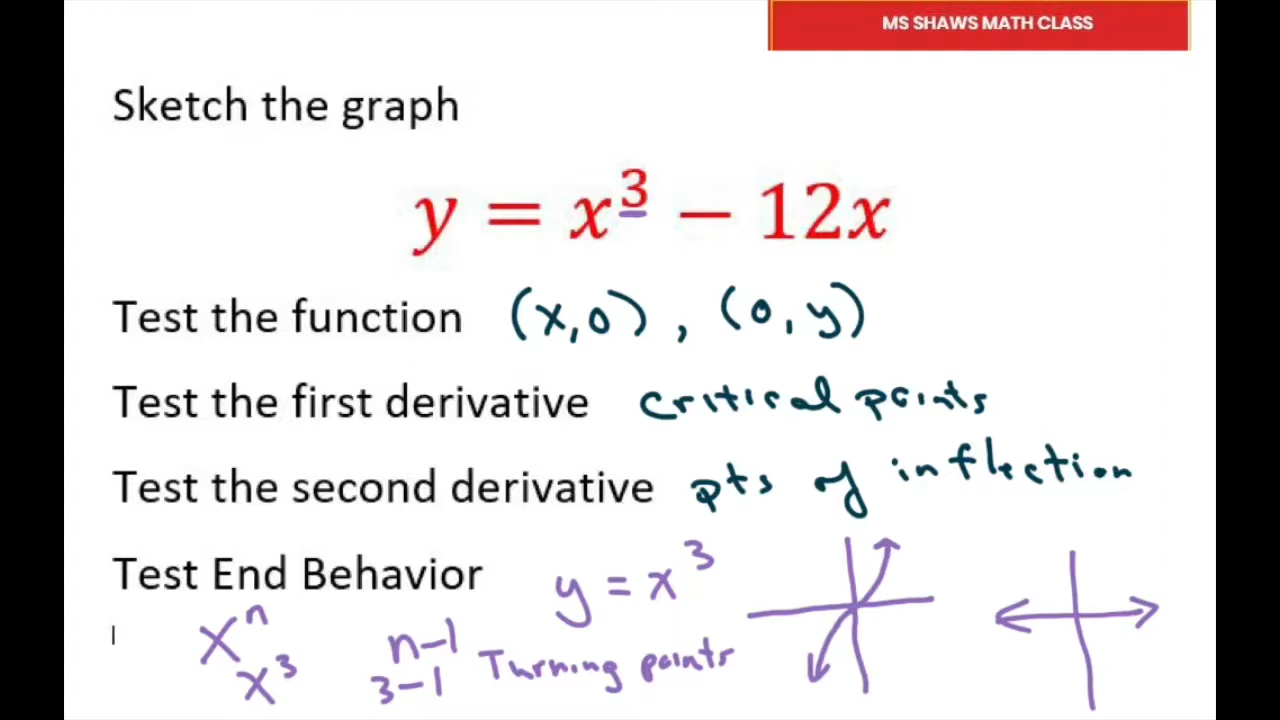 MS SHAWS MATH CLASS
Sketch the graph
y = x³ − 12x
Test the function (x,0) , (0,y)
Test the first derivative critical points
Test the second derivative pts of inflection
Test End Behavior y = x³
xⁿ n−1 Turning points
x³ 3−1